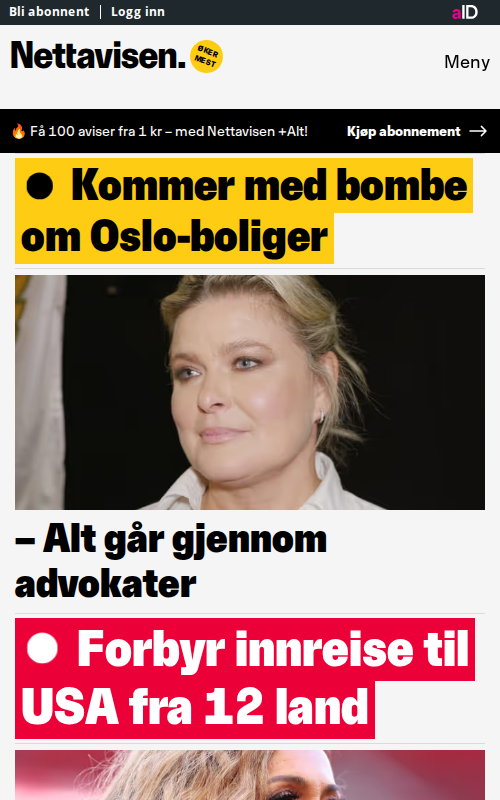 Bli abonnent | Logg inn
aID
Nettavisen.
ØKER
MEST
Meny
🔥 Få 100 aviser fra 1 kr – med Nettavisen +Alt!
Kjøp abonnement →
● Kommer med bombe
om Oslo-boliger
– Alt går gjennom
advokater
● Forbyr innreise til
USA fra 12 land